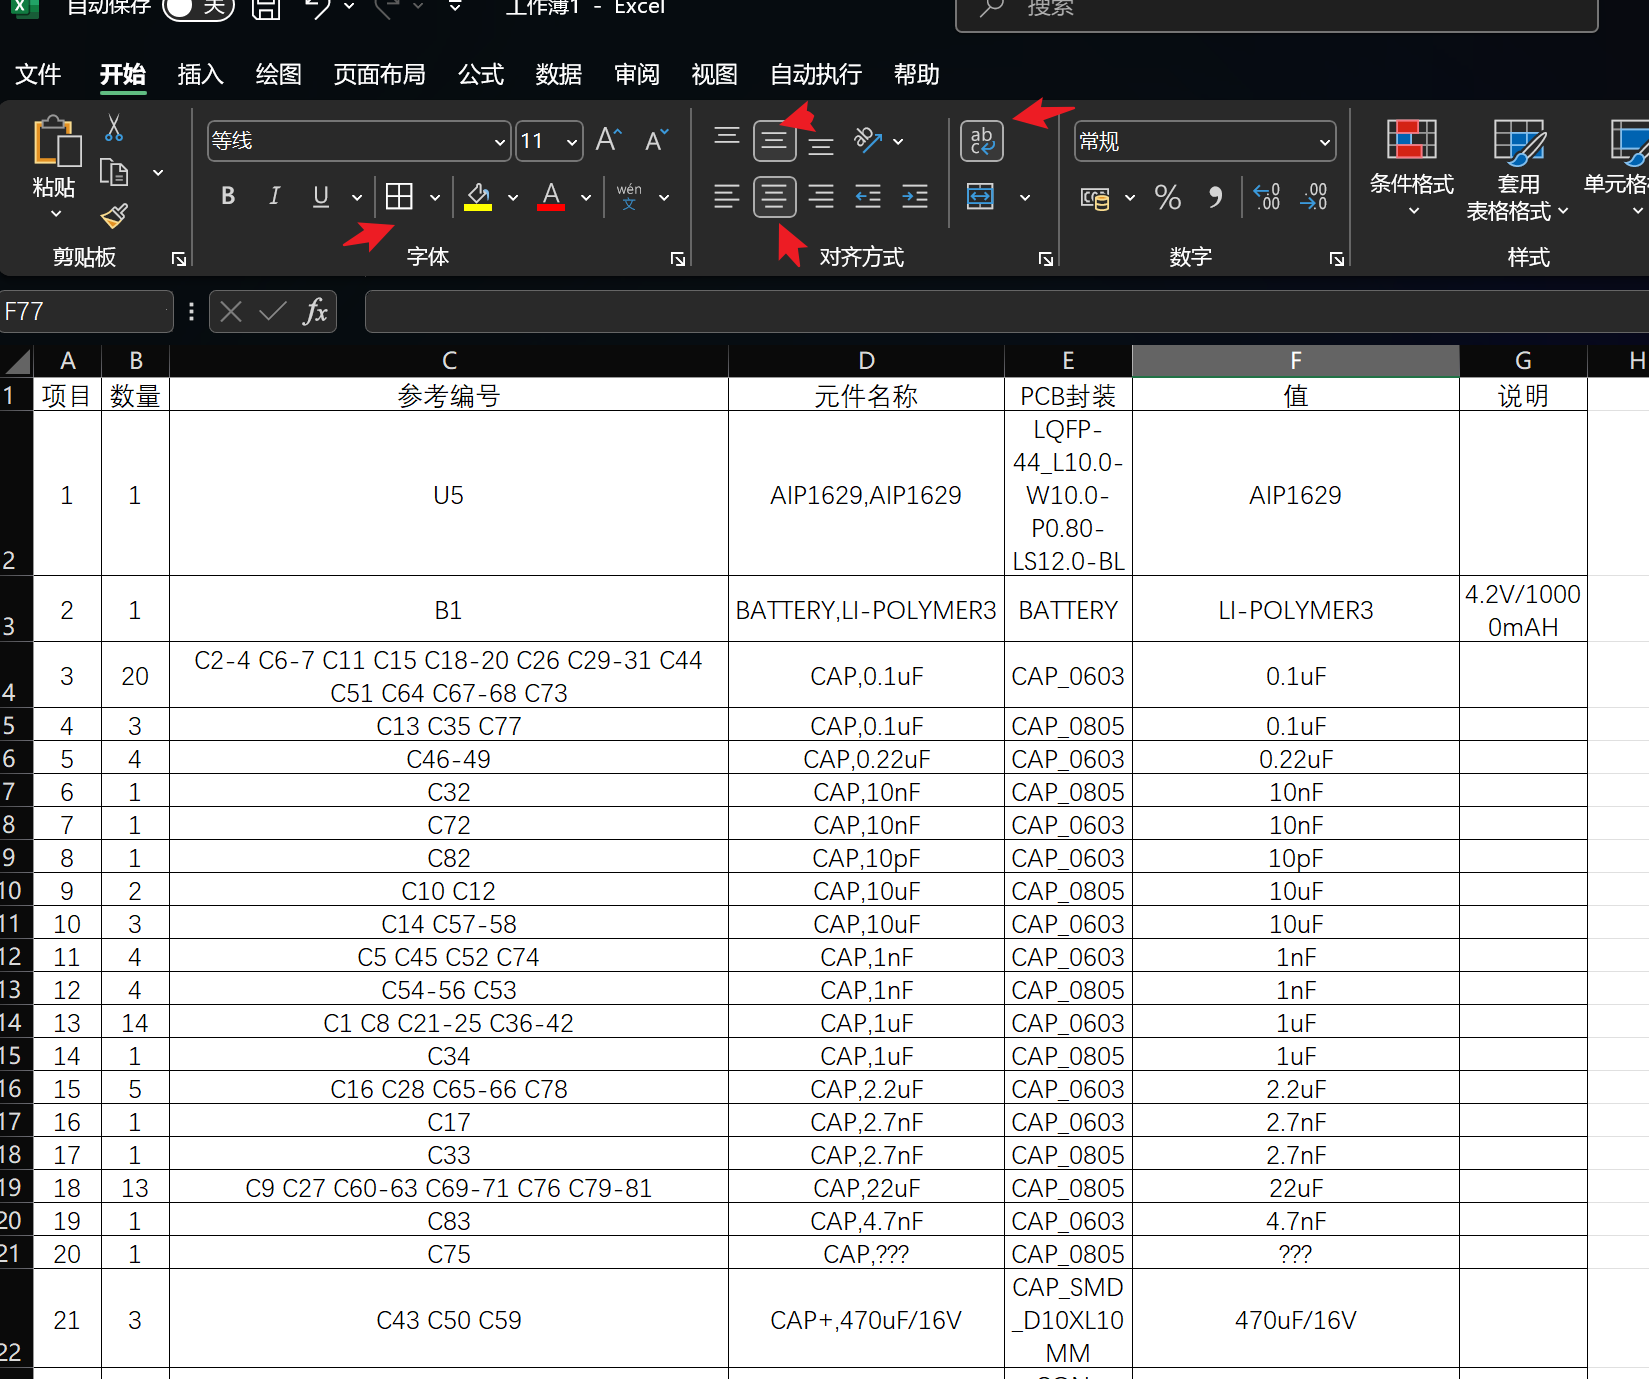 自动保存 关 工作簿1 - Excel 搜索
文件 开始 插入 绘图 页面布局 公式 数据 审阅 视图 自动执行 帮助
粘贴 等线 11 A A ab 常规 条件格式 套用 单元格
B I U A wén 文 ab c % .00 .00 表格格式
剪贴板 字体 对齐方式 数字 样式
F77 fx
A B C D E F G H
1 项目 数量 参考编号 元件名称 PCB封装 值 说明
LQFP-
44_L10.0-
2 1 1 U5 AIP1629,AIP1629 W10.0- AIP1629
P0.80-
LS12.0-BL
3 2 1 B1 BATTERY,LI-POLYMER3 BATTERY LI-POLYMER3 4.2V/1000
0mAH
4 3 20 C2-4 C6-7 C11 C15 C18-20 C26 C29-31 C44
C51 C64 C67-68 C73 CAP,0.1uF CAP_0603 0.1uF
5 4 3 C13 C35 C77 CAP,0.1uF CAP_0805 0.1uF
6 5 4 C46-49 CAP,0.22uF CAP_0603 0.22uF
7 6 1 C32 CAP,10nF CAP_0805 10nF
8 7 1 C72 CAP,10nF CAP_0603 10nF
9 8 1 C82 CAP,10pF CAP_0603 10pF
10 9 2 C10 C12 CAP,10uF CAP_0805 10uF
11 10 3 C14 C57-58 CAP,10uF CAP_0603 10uF
12 11 4 C5 C45 C52 C74 CAP,1nF CAP_0603 1nF
13 12 4 C54-56 C53 CAP,1nF CAP_0805 1nF
14 13 14 C1 C8 C21-25 C36-42 CAP,1uF CAP_0603 1uF
15 14 1 C34 CAP,1uF CAP_0805 1uF
16 15 5 C16 C28 C65-66 C78 CAP,2.2uF CAP_0603 2.2uF
17 16 1 C17 CAP,2.7nF CAP_0603 2.7nF
18 17 1 C33 CAP,2.7nF CAP_0805 2.7nF
19 18 13 C9 C27 C60-63 C69-71 C76 C79-81 CAP,22uF CAP_0805 22uF
20 19 1 C83 CAP,4.7nF CAP_0603 4.7nF
21 20 1 C75 CAP,??? CAP_0805 ???
22 21 3 C43 C50 C59 CAP+,470uF/16V CAP_SMD
_D10XL10
MM 470uF/16V